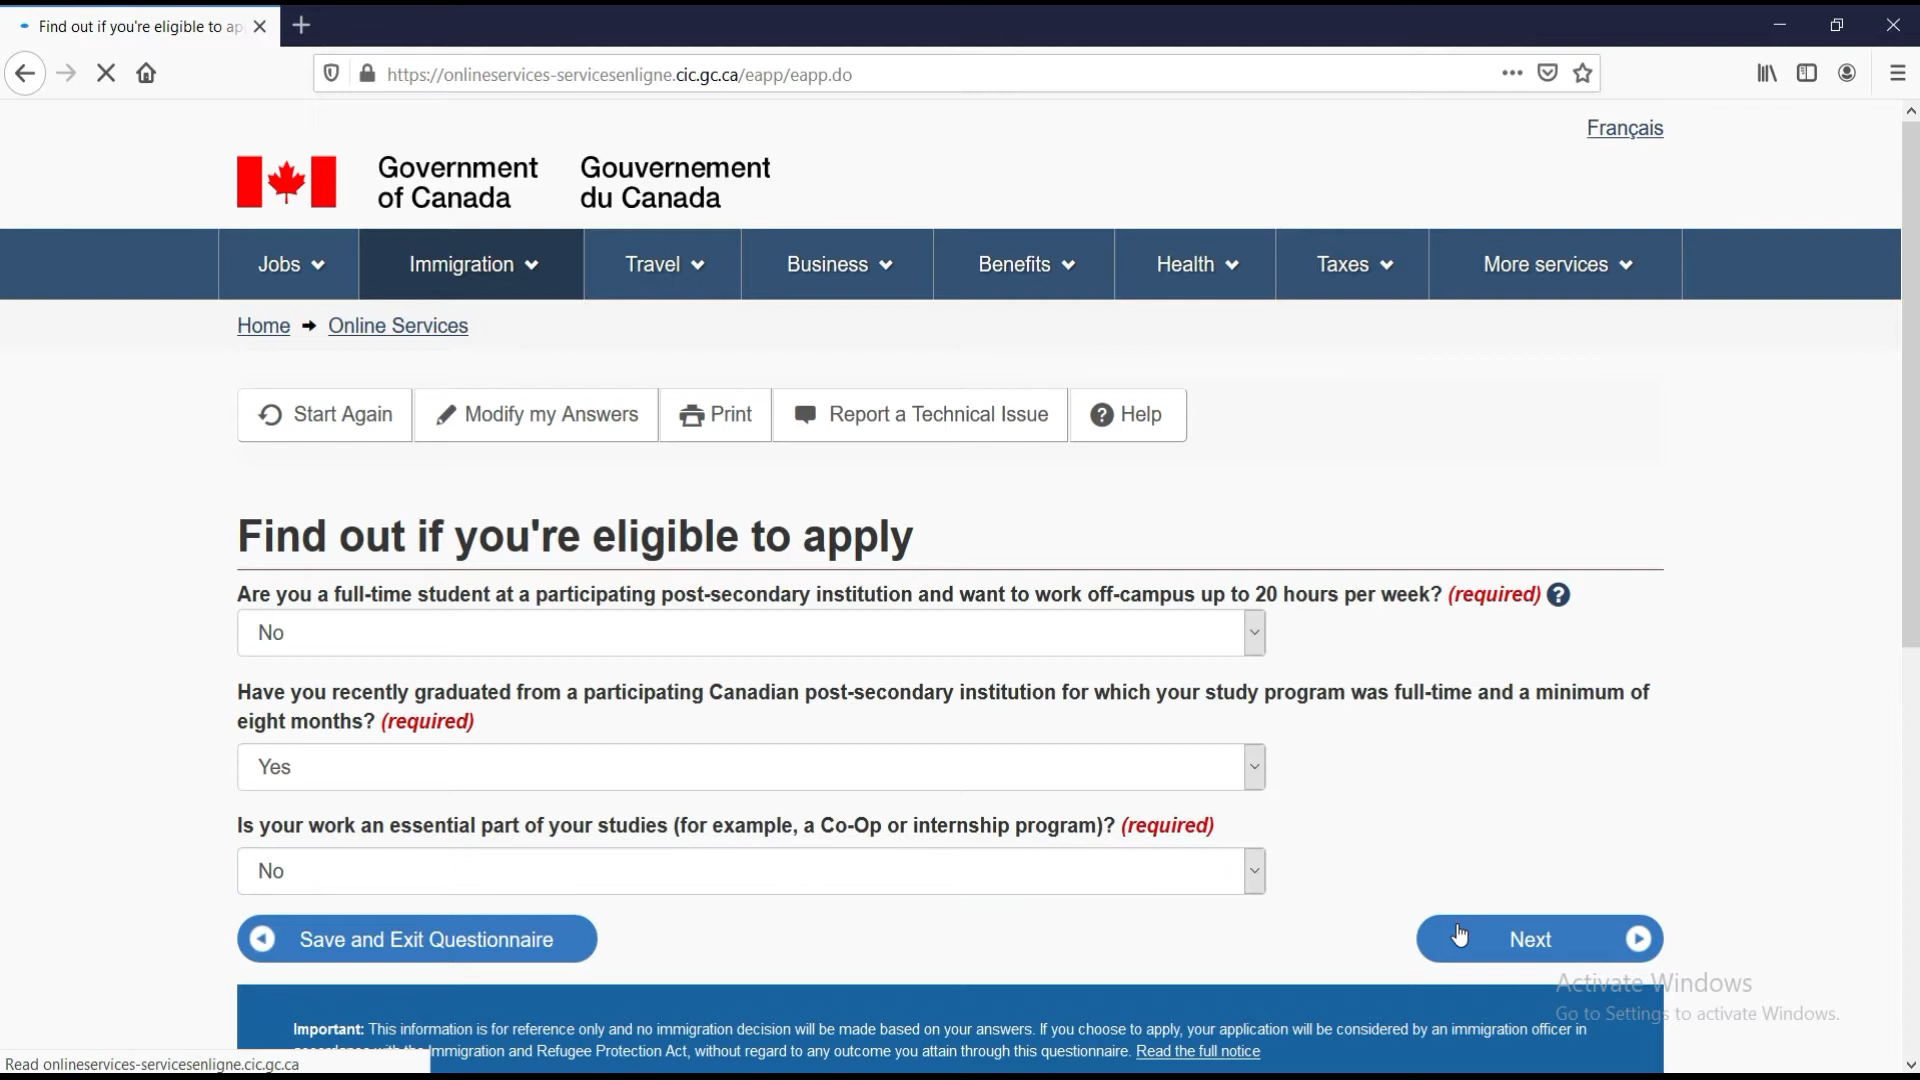 Find out if you're eligible to ap
https://onlineservices-servicesenligne.cic.gc.ca/eapp/eapp.do
Français
Government of Canada
Gouvernement du Canada
Jobs Immigration Travel Business Benefits Health Taxes More services
Home Online Services
Start Again Modify my Answers Print Report a Technical Issue Help
Find out if you're eligible to apply
Are you a full-time student at a participating post-secondary institution and want to work off-campus up to 20 hours per week? (required)
No
Have you recently graduated from a participating Canadian post-secondary institution for which your study program was full-time and a minimum of
eight months? (required)
Yes
Is your work an essential part of your studies (for example, a Co-Op or internship program)? (required)
No
Save and Exit Questionnaire Next
Activate Windows
Go to Settings to activate Windows.
Important: This information is for reference only and no immigration decision will be made based on your answers. If you choose to apply, your application will be considered by an immigration officer in
accordance with the Immigration and Refugee Protection Act, without regard to any outcome you attain through this questionnaire. Read the full notice
Read onlineservices-servicesenligne.cic.gc.ca